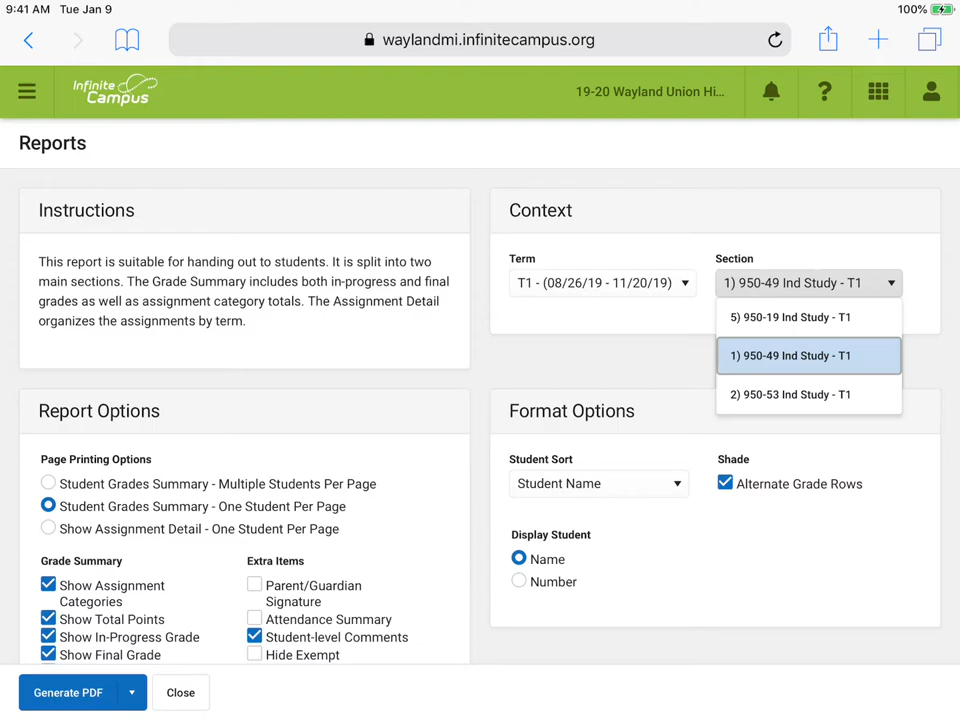 9:41 AM Tue Jan 9
100%
waylandmi.infinitecampus.org
Infinite Campus
19-20 Wayland Union Hi...
?
Reports
Instructions
This report is suitable for handing out to students. It is split into two
main sections. The Grade Summary includes both in-progress and final
grades as well as assignment category totals. The Assignment Detail
organizes the assignments by term.
Context
Term
T1 - (08/26/19 - 11/20/19)
Section
1) 950-49 Ind Study - T1
5) 950-19 Ind Study - T1
1) 950-49 Ind Study - T1
2) 950-53 Ind Study - T1
Report Options
Page Printing Options
Student Grades Summary - Multiple Students Per Page
Student Grades Summary - One Student Per Page
Show Assignment Detail - One Student Per Page
Grade Summary
Show Assignment
Categories
Show Total Points
Show In-Progress Grade
Show Final Grade
Extra Items
Parent/Guardian
Signature
Attendance Summary
Student-level Comments
Hide Exempt
Format Options
Student Sort
Student Name
Shade
Alternate Grade Rows
Display Student
Name
Number
Generate PDF
Close